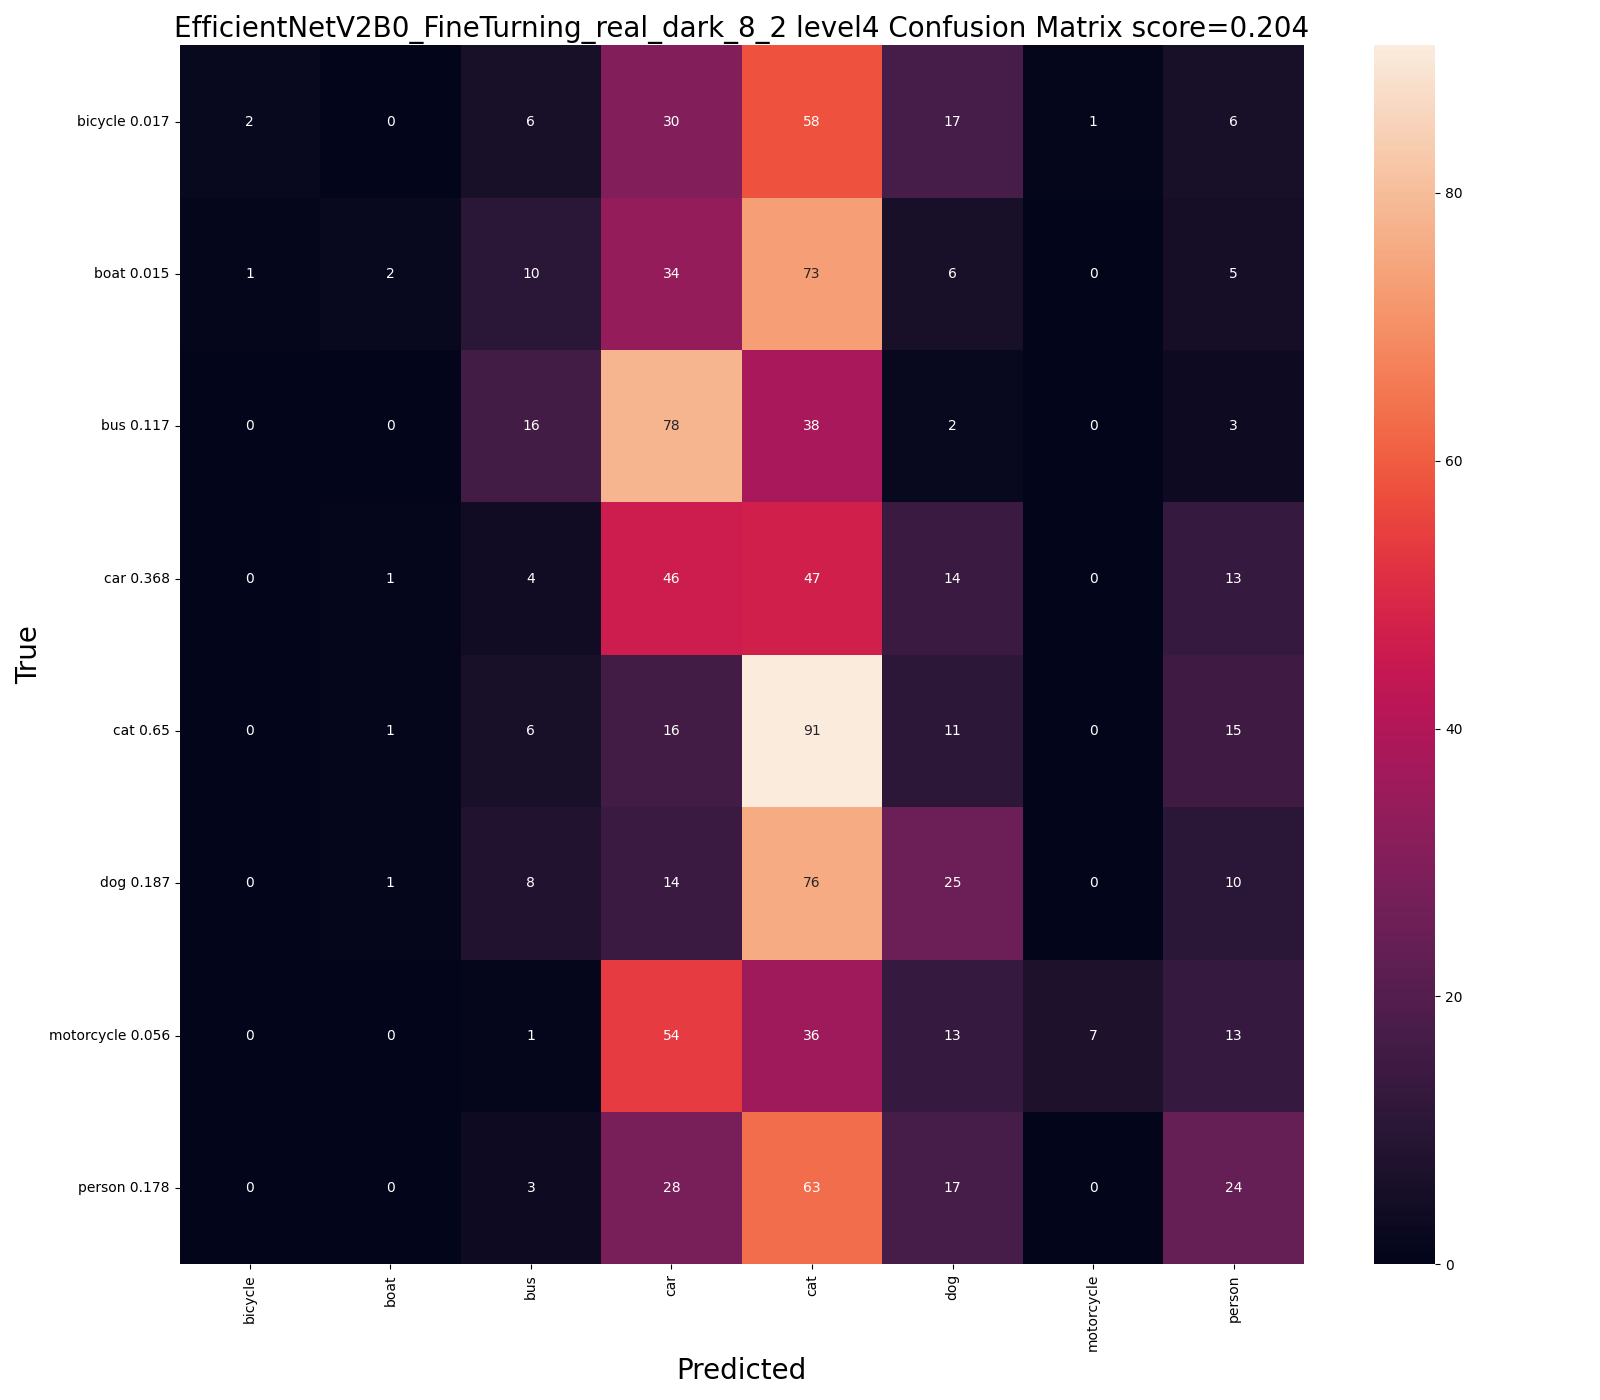 EfficientNetV2B0_FineTurning_real_dark_8_2 level4 Confusion Matrix score=0.204
bicycle 0.017 2 0 6 30 58 17 1 6
boat 0.015 1 2 10 34 73 6 0 5
bus 0.117 0 0 16 78 38 2 0 3
car 0.368 0 1 4 46 47 14 0 13
cat 0.65 0 1 6 16 91 11 0 15
dog 0.187 0 1 8 14 76 25 0 10
motorcycle 0.056 0 0 1 54 36 13 7 13
person 0.178 0 0 3 28 63 17 0 24
True
bicycle boat bus car cat dog motorcycle person
Predicted
80
60
40
20
0